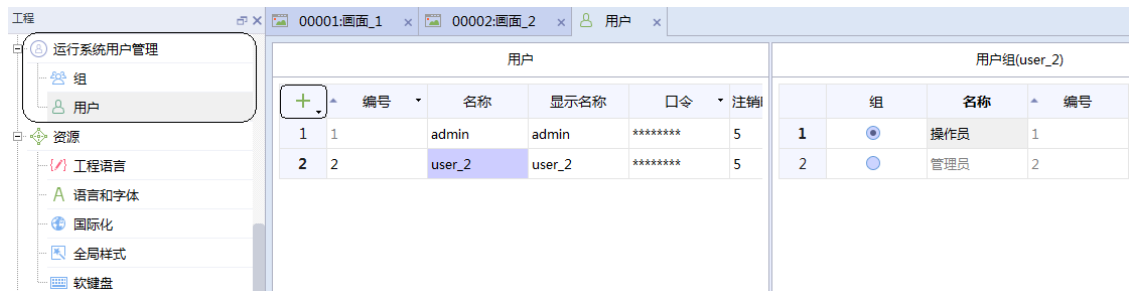 工程
00001:画面_1
00002:画面_2
用户
运行系统用户管理
组
用户
资源
工程语言
语言和字体
国际化
全局样式
软键盘
用户
编号 名称 显示名称 口令
1 1 admin admin ******** 5
2 2 user_2 user_2 ******** 5
用户组(user_2)
组 名称 编号
1 操作员 1
2 管理员 2